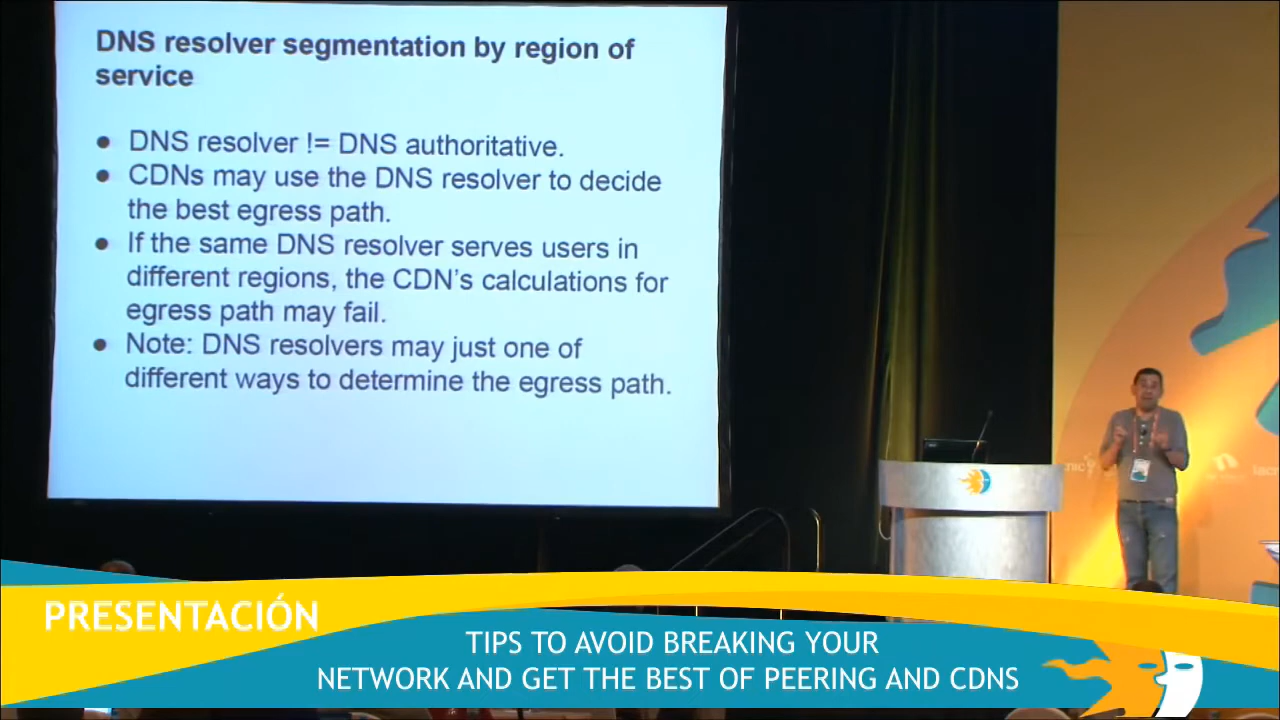 DNS resolver segmentation by region of
service
● DNS resolver != DNS authoritative.
● CDNs may use the DNS resolver to decide
the best egress path.
● If the same DNS resolver serves users in
different regions, the CDN's calculations for
egress path may fail.
● Note: DNS resolvers may just one of
different ways to determine the egress path.
PRESENTACIÓN
TIPS TO AVOID BREAKING YOUR
NETWORK AND GET THE BEST OF PEERING AND CDNS